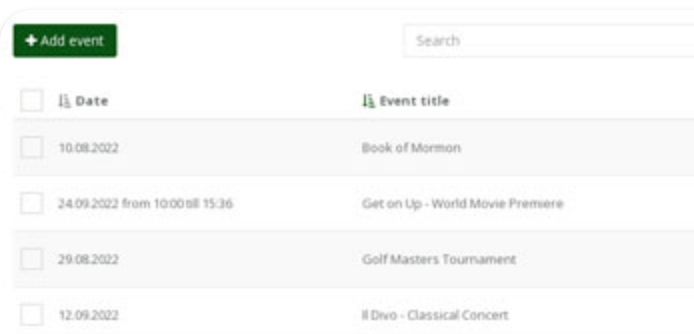 + Add event
Search
Date Event title
10.08.2022 Book of Mormon
24.09.2022 from 10:00 till 15:36 Get on Up - World Movie Premiere
29.08.2022 Golf Masters Tournament
12.09.2022 Il Divo - Classical Concert